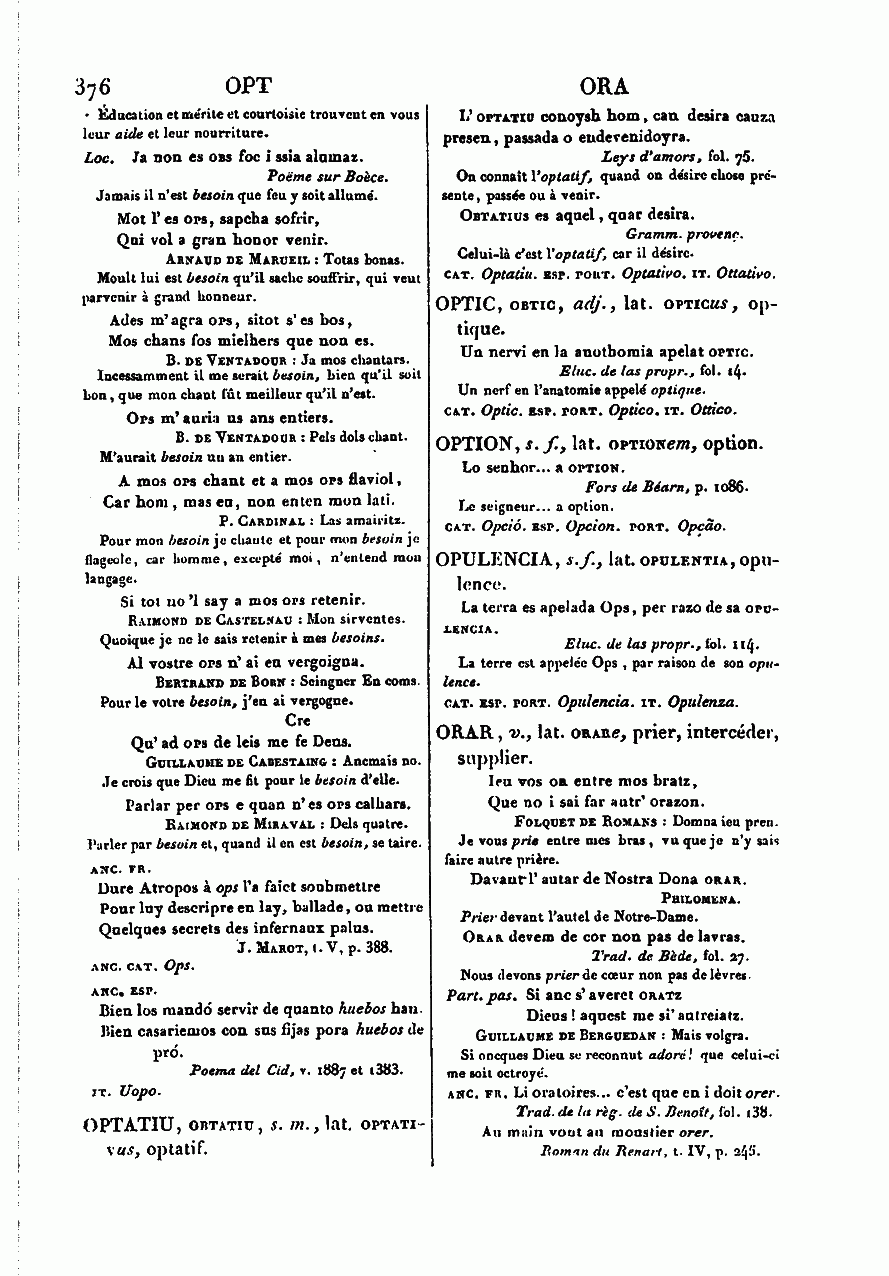 376 OPT ORA
Éducation et mérite et courtoisie trouvent en vous
leur aide et leur nourriture.
Loc. Ja non es OBS foc i ssia alumaz.
Poëme sur Boèce.
Jamais il n'est besoin que feu y soit allumé.
Mot l'es OPS, sapcha sofrir,
Qui vol a gran honor venir.
ARNAUD DE MARUEIL : Totas bonas.
Moult lui est besoin qu'il sache souffrir, qui veut
parvenir à grand honneur.
Ades m'agra OPS, sitot s'es bos,
Mos chans fos mielhers que non es.
B. DE VENTADOUR : Ja mos chantars.
Incessamment il me serait besoin, bien qu'il soit
bon, que mon chant fût meilleur qu'il n'est.
OPS m'auria us ans entiers.
B. DE VENTADOUR : Pels dols chant.
M'aurait besoin un an entier.
A mos OPS chant et a mos OPS flaviol,
Car hom, mas eu, non enten mon lati.
P. CARDINAL : Las amairitz.
Pour mon besoin je chante et pour mon besoin je
flageole, car homme, excepté moi, n'entend mon
langage.
Si tot no'l say a mos OPS retenir.
RAIMOND DE CASTELNAU : Mon sirventes.
Quoique je ne le sais retenir à mes besoins.
Al vostre OPS n'ai eu vergoigna.
BERTRAND DE BORN : Seingner En coms.
Pour le votre besoin, j'en ai vergogne.
Cre
Qu'ad OPS de leis me fe Deus.
GUILLAUME DE CABESTAING : Anc mais no.
Je crois que Dieu me fit pour le besoin d'elle.
Parlar per OPS e quan n'es OPS calhars.
RAIMOND DE MIRAVAL : Dels quatre.
Parler par besoin et, quand il en est besoin, se taire.
ANC. FR.
Dure Atropos à ops l'a faict soubmettre
Pour luy descripre en lay, ballade, ou mettre
Quelques secrets des infernaux palus.
J. MAROT, t. V, p. 388.
ANC. CAT. Ops.
ANC. ESP.
Bien los mandó servir de quanto huebos han.
Bien casariemos con sus fijas pora huebos de
pró.
Poema del Cid, v. 1887 et 1383.
IT. Uopo.
OPTATIU, OBTATIU, s. m., lat. OPTATI-
vus, optatif.
L'OPTATIU conoysh hom, can desira cauza
presen, passada o endevenidoyra.
Leys d'amors, fol. 75.
On connaît l'optatif, quand on désire chose pré-
sente, passée ou à venir.
OBTATIUS es aquel, quar desira.
Gramm. provenç.
Celui-là c'est l'optatif, car il désire.
CAT. Optatiu. ESP. PORT. Optativo. IT. Ottativo.
OPTIC, OBTIC, adj., lat. OPTICus, op-
tique.
Un nervi en la anothomia apelat OPTIC.
Eluc. de las propr., fol. 14.
Un nerf en l'anatomie appelé optique.
CAT. Optic. ESP. PORT. Optico. IT. Ottico.
OPTION, s. f., lat. OPTIONem, option.
Lo senhor... a OPTION.
Fors de Béarn, p. 1086.
Le seigneur... a option.
CAT. Opció. ESP. Opcion. PORT. Opção.
OPULENCIA, s. f., lat. OPULENTIA, opu-
lence.
La terra es apelada Ops, per razo de sa OPU-
LENCIA.
Eluc. de las propr., fol. 114.
La terre est appelée Ops, par raison de son opu-
lence.
CAT. ESP. PORT. Opulencia. IT. Opulenza.
ORAR, v., lat. ORARe, prier, intercéder,
supplier.
Ieu vos OR entre mos bratz,
Que no i sai far autr'orazon.
FOLQUET DE ROMANS : Domna ieu pren.
Je vous prie entre mes bras, vu que je n'y sais
faire autre prière.
Davant l'autar de Nostra Dona ORAR.
PHILOMENA.
Prier devant l'autel de Notre-Dame.
ORAR devem de cor non pas de lavras.
Trad. de Bède, fol. 27.
Nous devons prier de cœur non pas de lèvres.
Part. pas. Si anc s'averet ORATZ
Dieus! aquest me si'autreiatz.
GUILLAUME DE BERGUEDAN : Mais volgra.
Si oncques Dieu se reconnut adoré! que celui-ci
me soit octroyé.
ANC. FR. Li oratoires... c'est que en i doit orer.
Trad. de la règ. de S. Benoît, fol. 138.
Au main vont au moustier orer.
Roman du Renart, t. IV, p. 245.